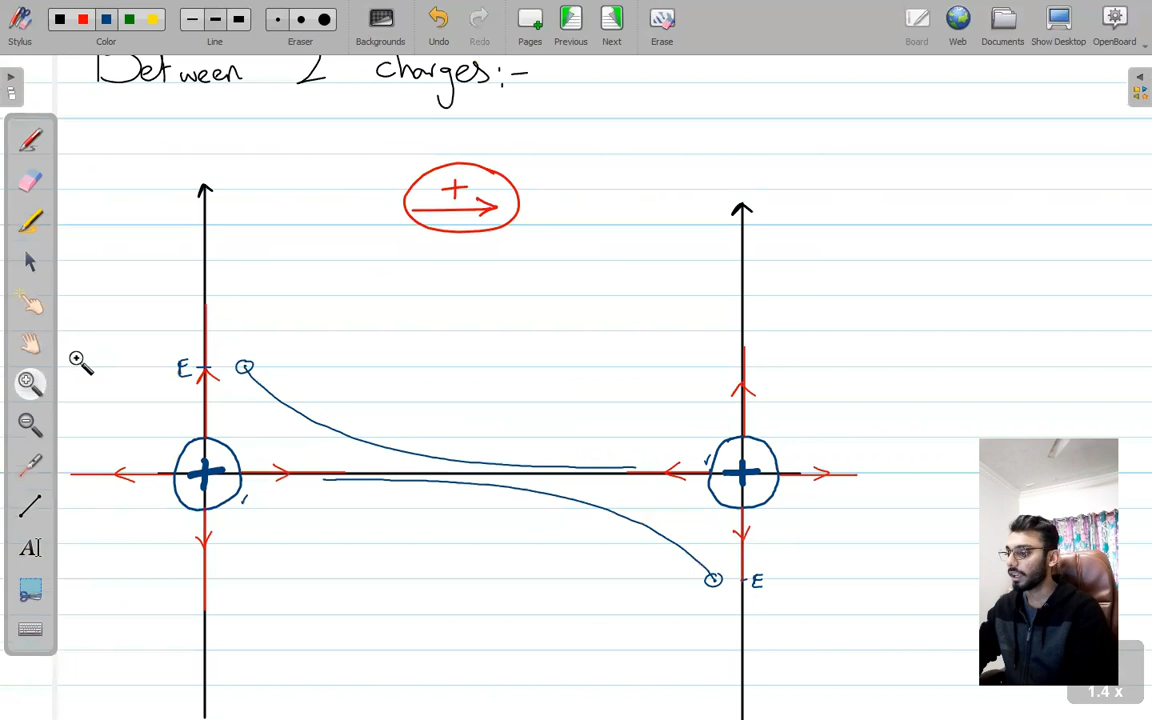 Stylus Color Line Eraser Backgrounds Undo Redo Pages Previous Next Erase Board Web Documents Show Desktop OpenBoard
Between 2 charges:-
+
E
+ +
E
A
1.4 x